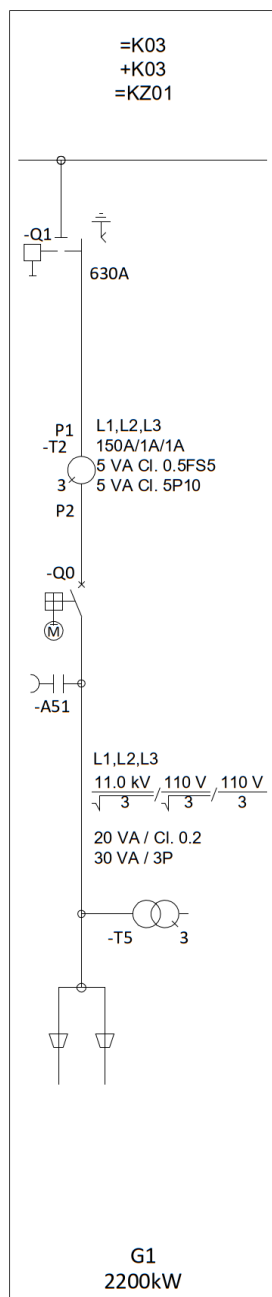 =K03
+K03
=KZ01
-Q1
630A
P1
-T2
3
P2
L1,L2,L3
150A/1A/1A
5 VA Cl. 0.5FS5
5 VA Cl. 5P10
-Q0
M
-A51
L1,L2,L3
11.0 kV/√3 / 110 V/√3 / 110 V/3
20 VA / Cl. 0.2
30 VA / 3P
-T5 3
G1
2200kW